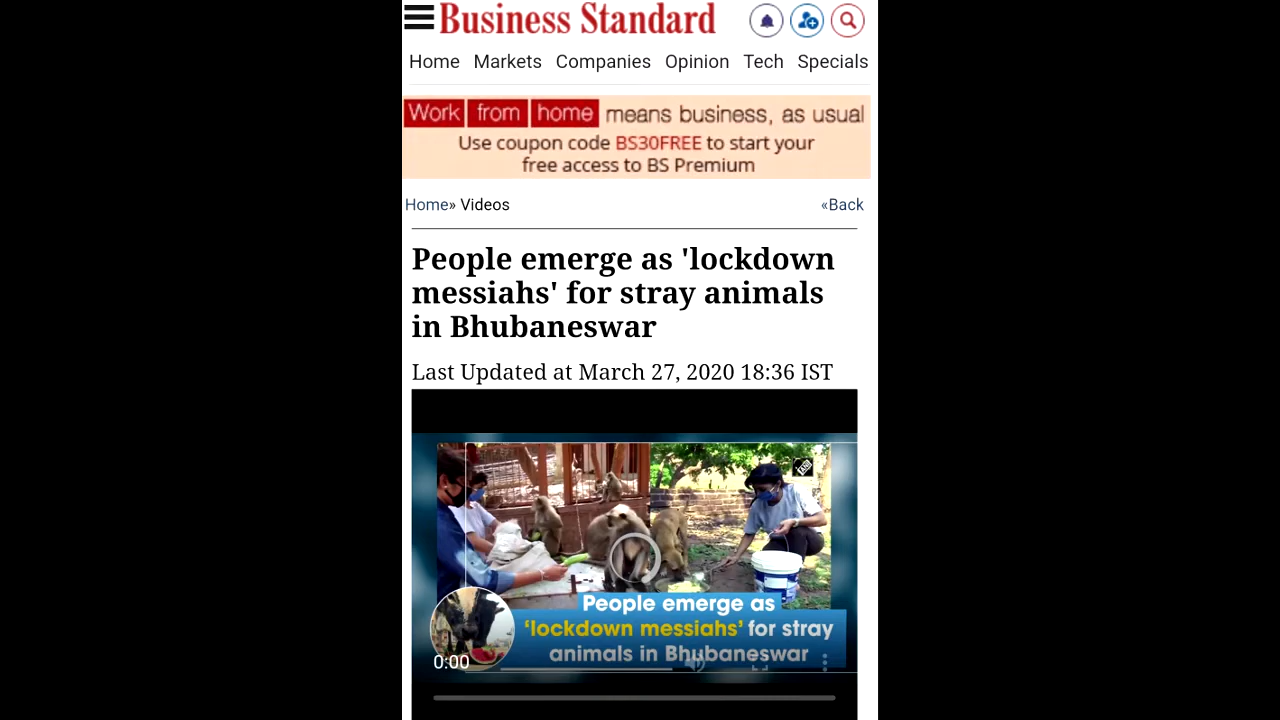 Business Standard
Home Markets Companies Opinion Tech Specials
Work from home means business, as usual
Use coupon code BS30FREE to start your
free access to BS Premium
Home» Videos «Back
People emerge as 'lockdown
messiahs' for stray animals
in Bhubaneswar
Last Updated at March 27, 2020 18:36 IST
People emerge as
‘lockdown messiahs’ for stray
animals in Bhubaneswar
0:00